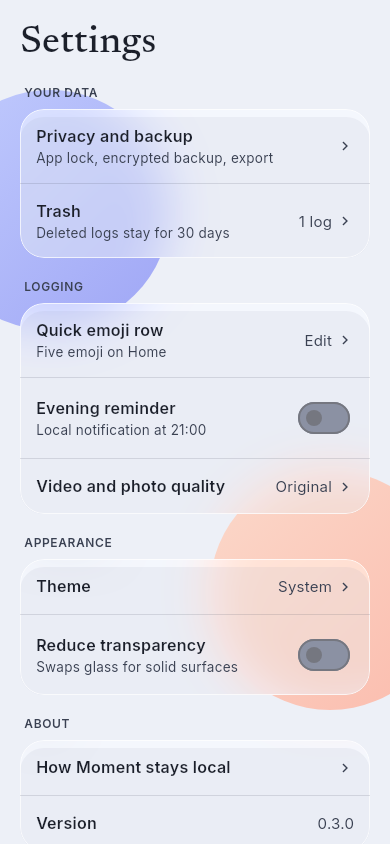 Settings
YOUR DATA
Privacy and backup
App lock, encrypted backup, export
Trash
Deleted logs stay for 30 days
1 log
LOGGING
Quick emoji row
Five emoji on Home
Edit
Evening reminder
Local notification at 21:00
Video and photo quality
Original
APPEARANCE
Theme
System
Reduce transparency
Swaps glass for solid surfaces
ABOUT
How Moment stays local
Version
0.3.0